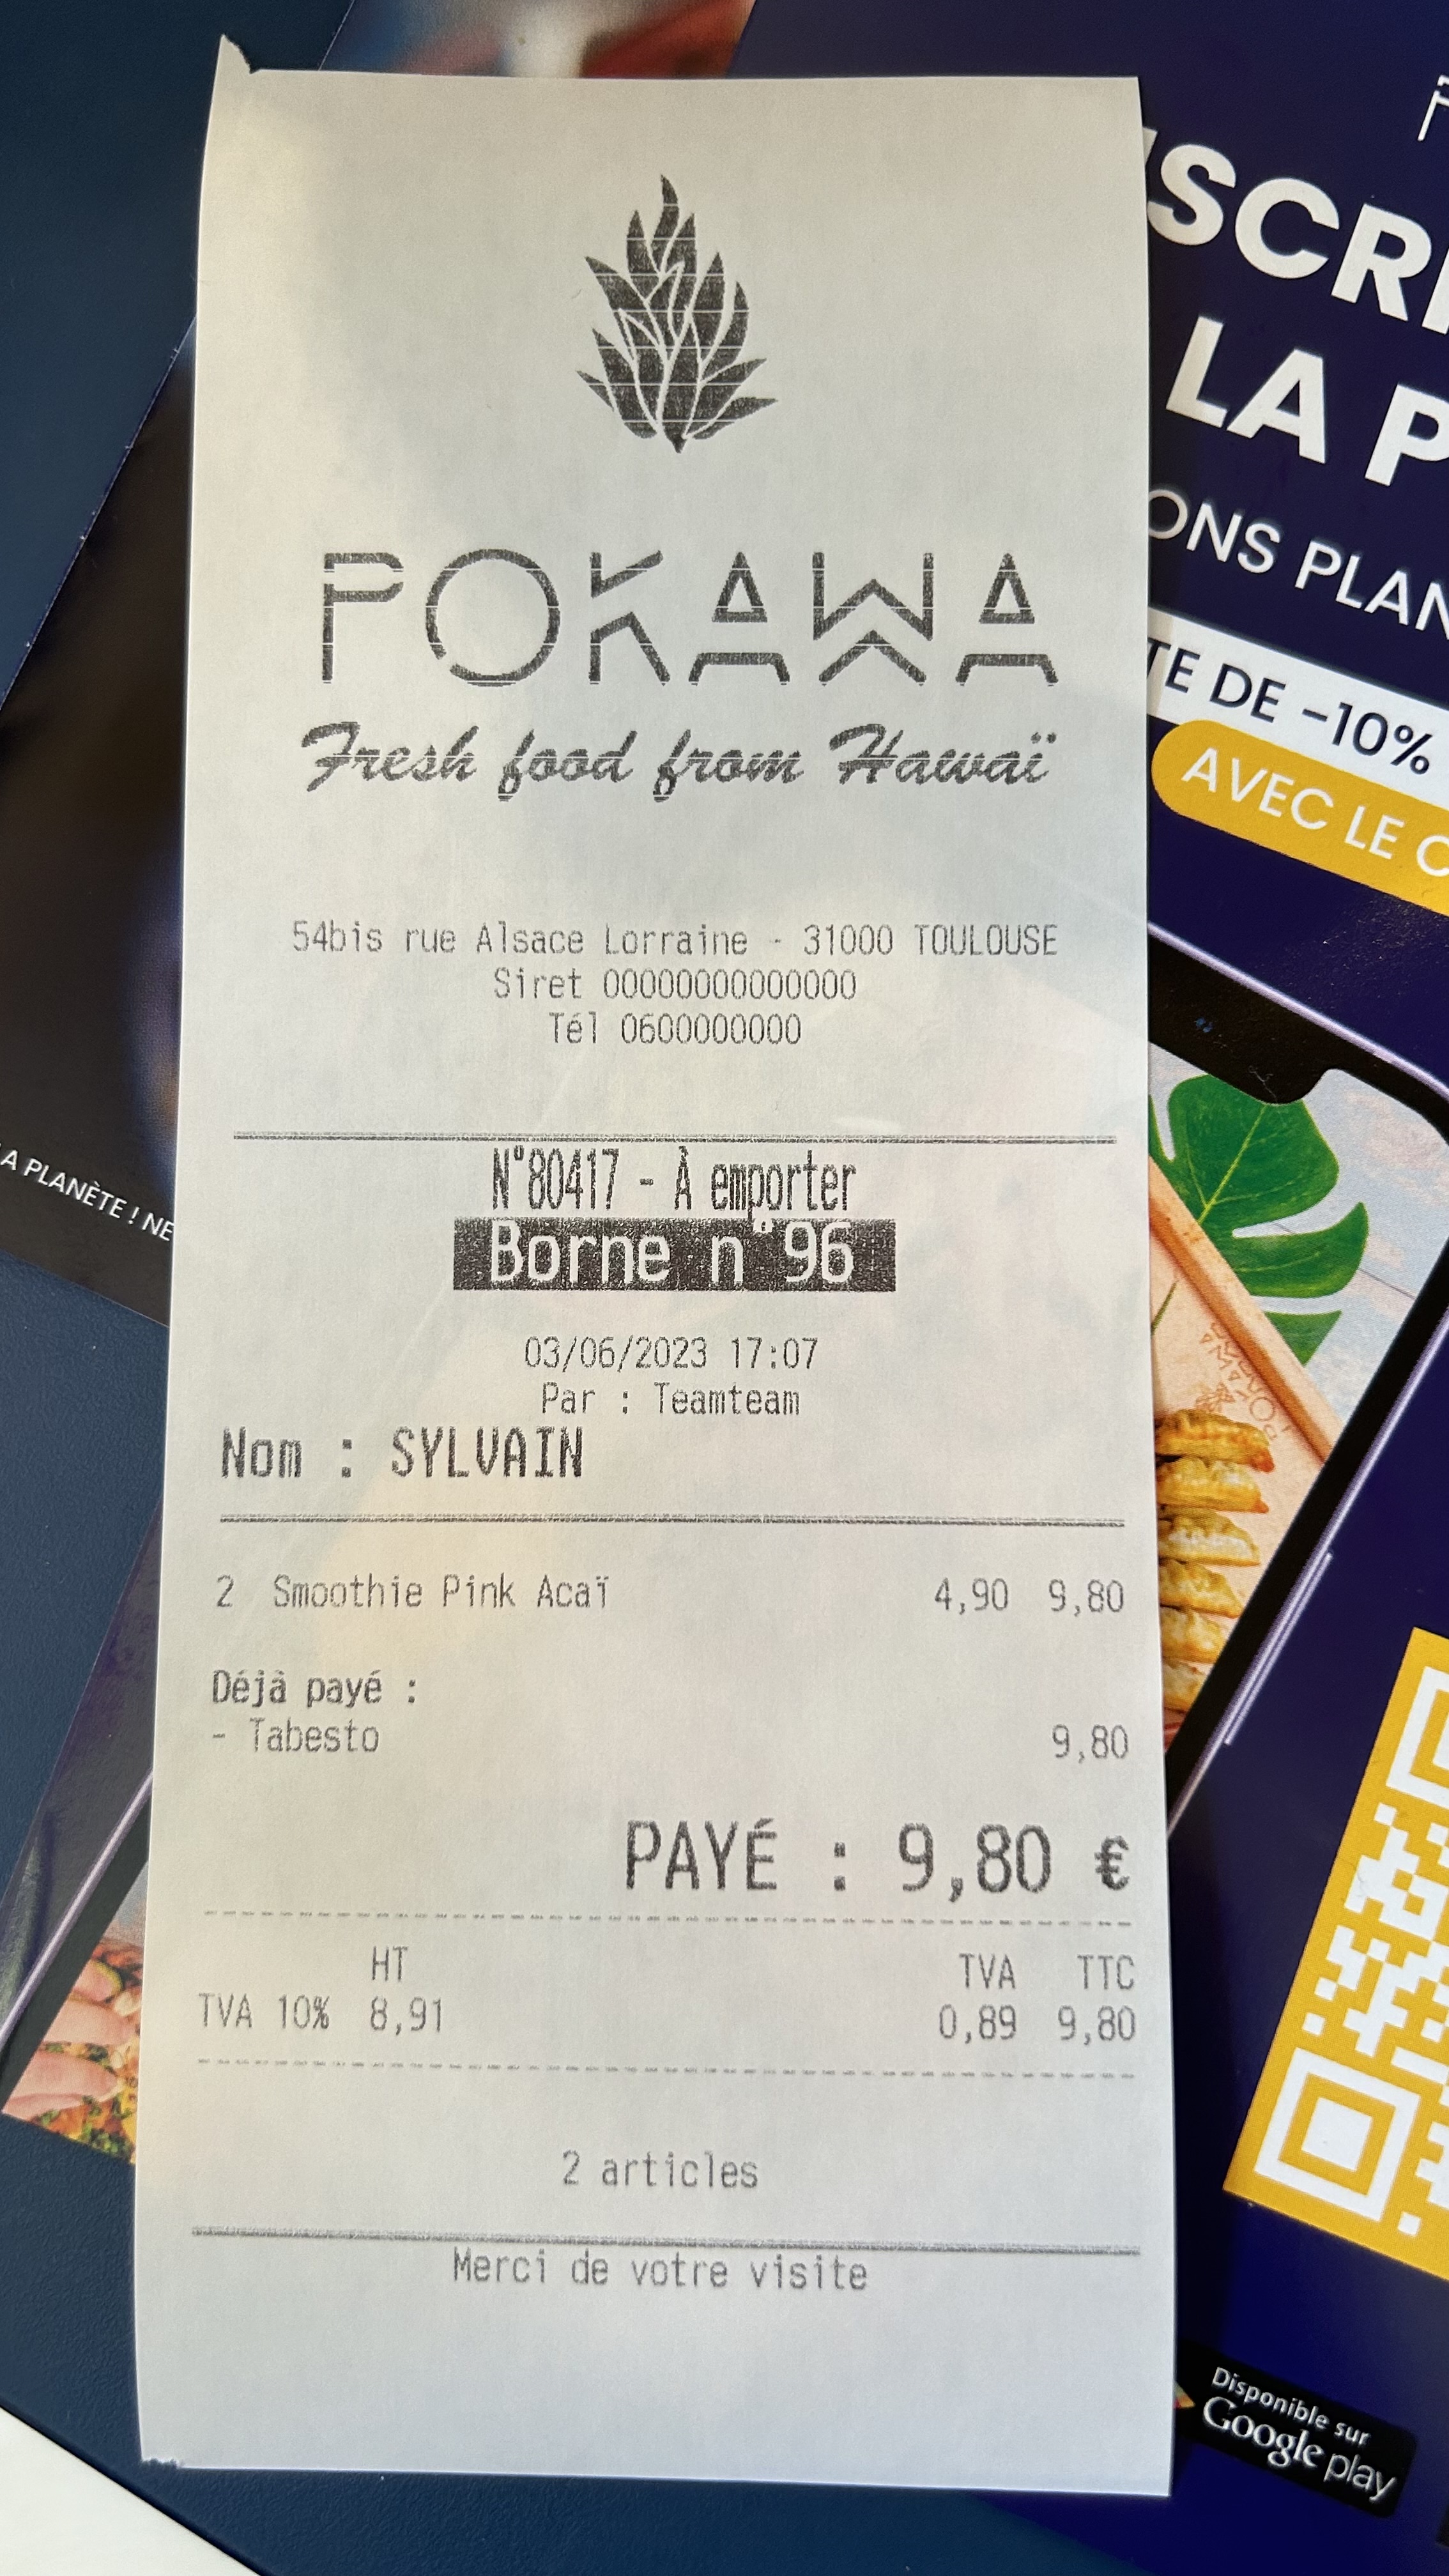 POKAWA
Fresh food from Hawaï
54bis rue Alsace Lorraine - 31000 TOULOUSE
Siret 00000000000000
Tél 0600000000
N°80417 - À emporter
Borne n°96
03/06/2023 17:07
Par : Teamteam
Nom : SYLVAIN
2 Smoothie Pink Acaï 4,90 9,80
Déjà payé :
- Tabesto 9,80
PAYÉ : 9,80 €
HT TVA TTC
TVA 10% 8,91 0,89 9,80
2 articles
Merci de votre visite
LA P
ONS PLAN
TE DE -10%
AVEC LE C
A PLANÈTE ! NE
Disponible sur
Google play